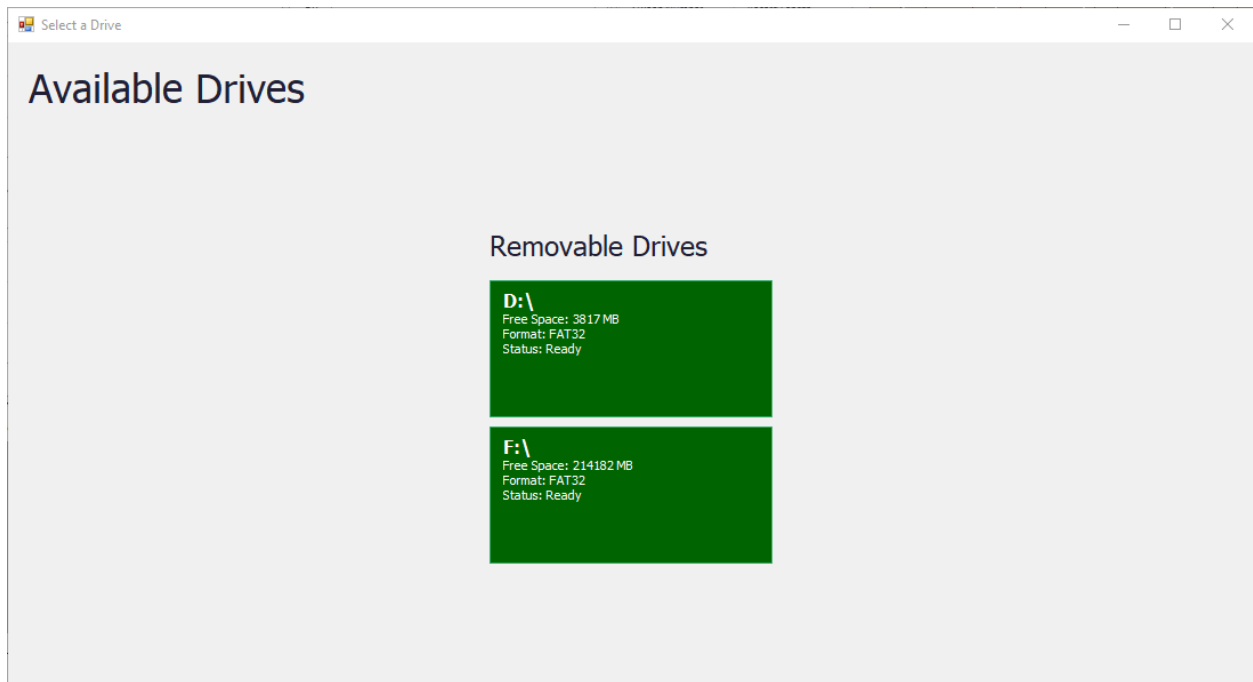 Select a Drive
Available Drives
Removable Drives
D:\
Free Space: 3817 MB
Format: FAT32
Status: Ready
F:\
Free Space: 214182 MB
Format: FAT32
Status: Ready